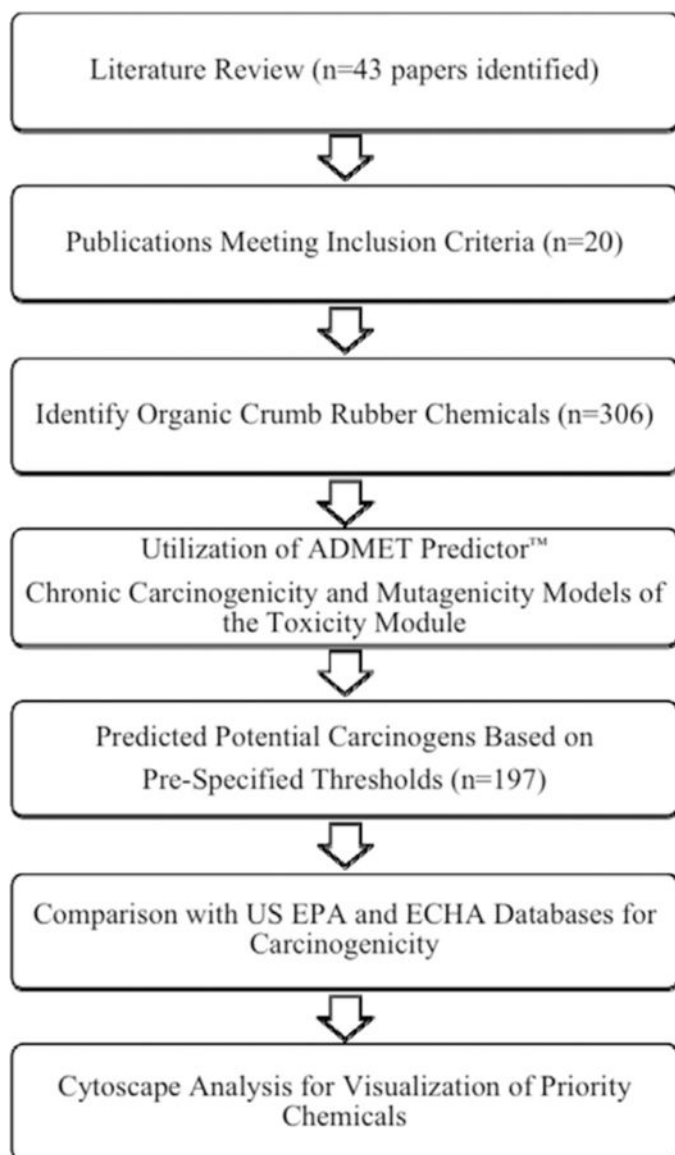 Literature Review (n=43 papers identified)
Publications Meeting Inclusion Criteria (n=20)
Identify Organic Crumb Rubber Chemicals (n=306)
Utilization of ADMET Predictor™
Chronic Carcinogenicity and Mutagenicity Models of
the Toxicity Module
Predicted Potential Carcinogens Based on
Pre-Specified Thresholds (n=197)
Comparison with US EPA and ECHA Databases for
Carcinogenicity
Cytoscape Analysis for Visualization of Priority
Chemicals